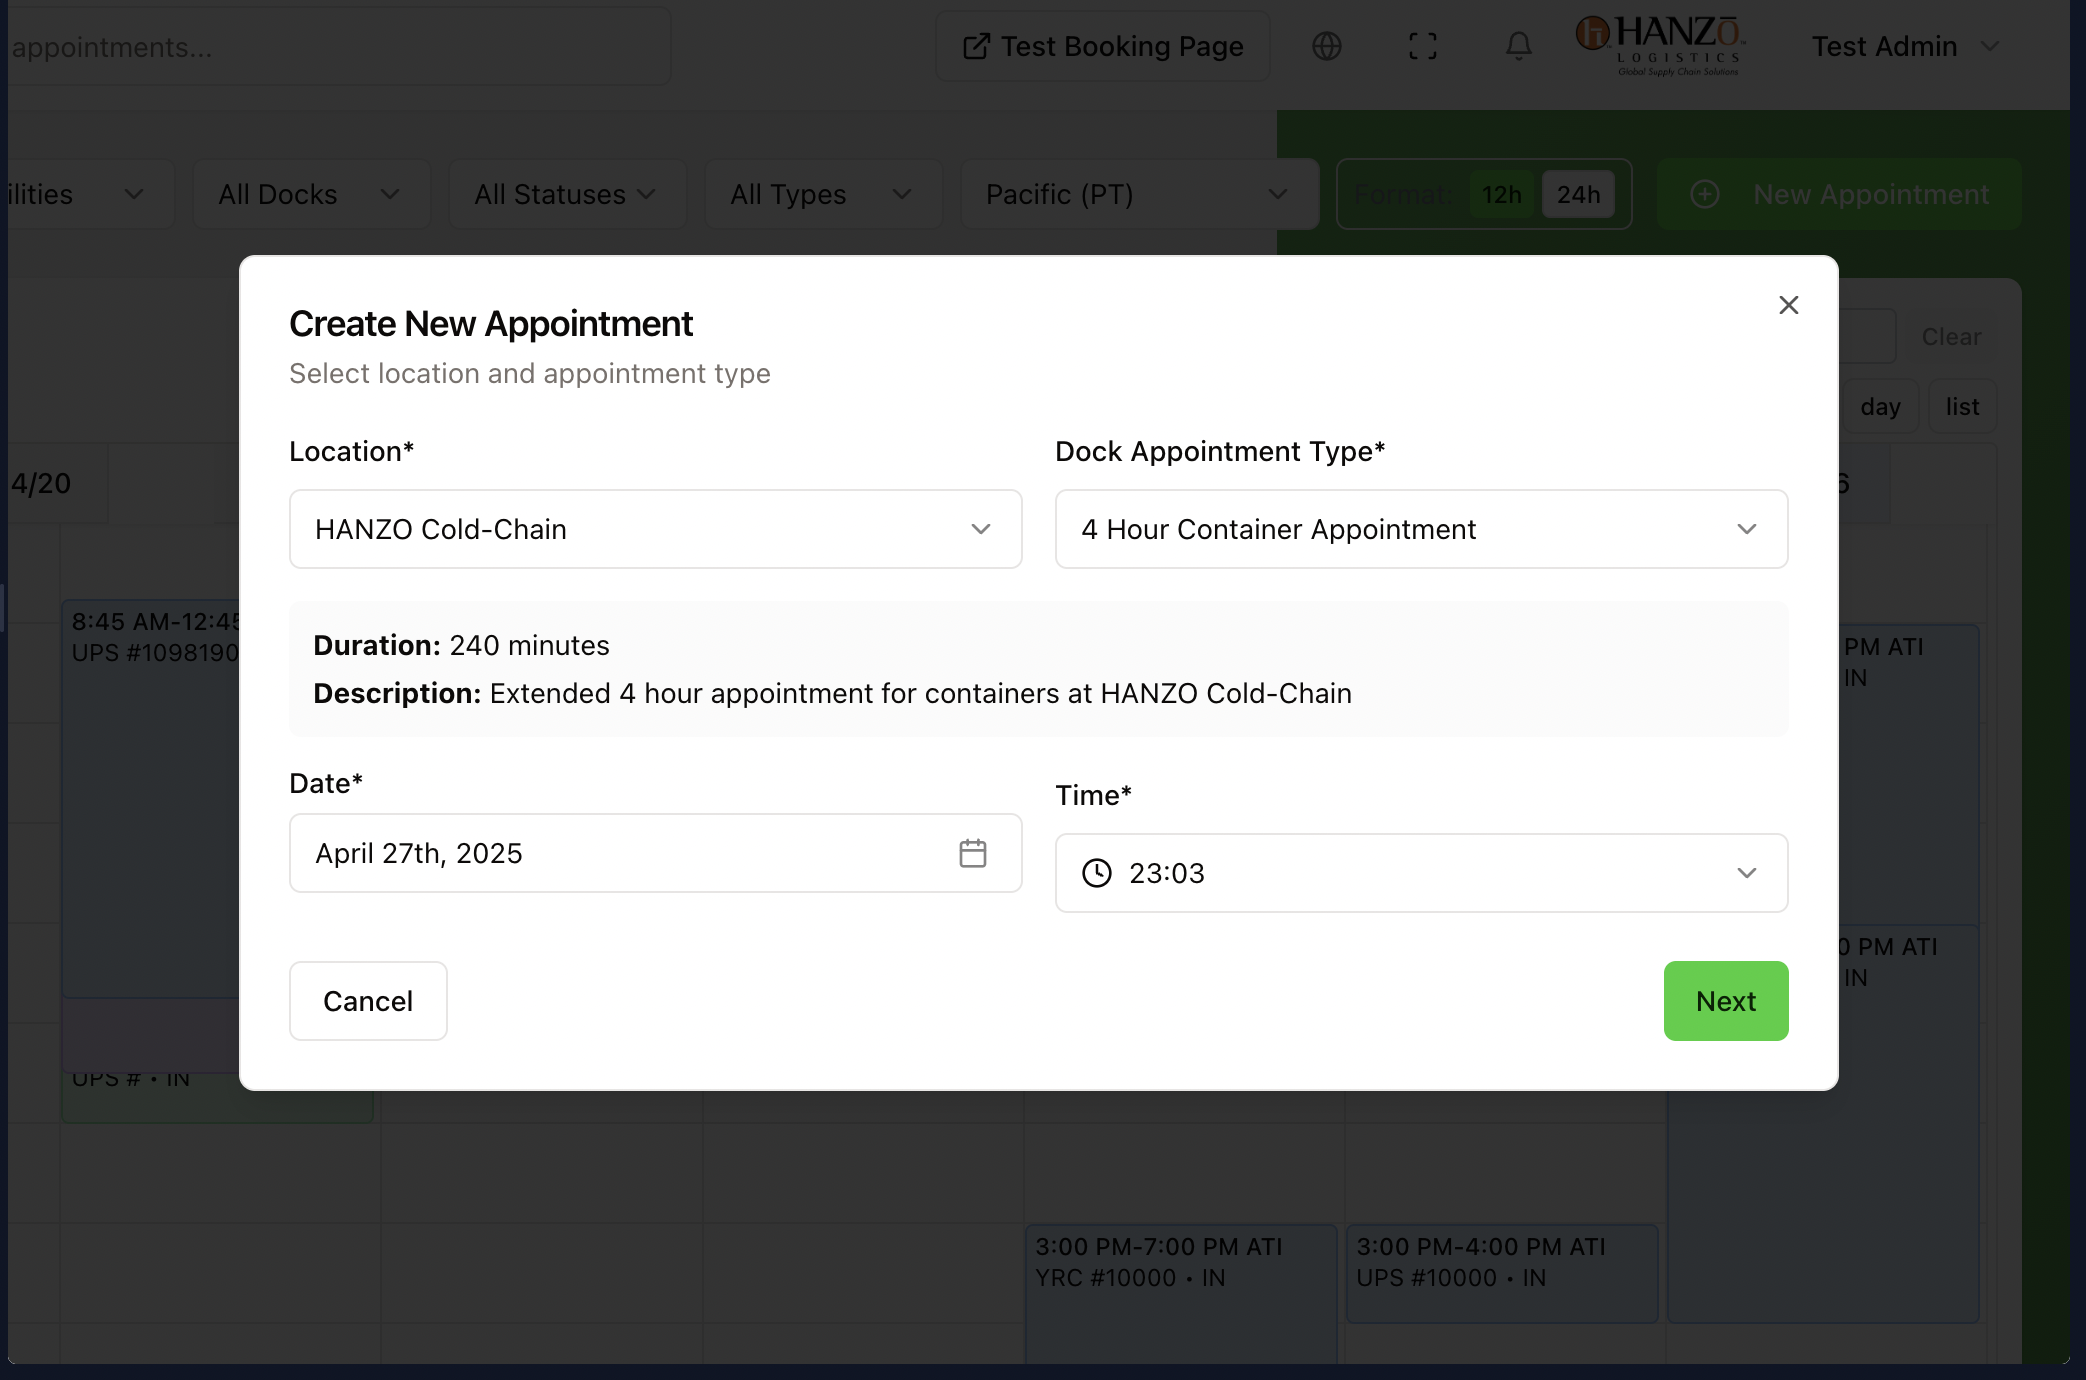 appointments...
Test Booking Page
HANZŌ
LOGISTICS
Global Supply Chain Solutions
Test Admin
ilities
All Docks
All Statuses
All Types
Pacific (PT)
Format:
12h
24h
New Appointment
Create New Appointment
Select location and appointment type
Clear
day
list
Location*
Dock Appointment Type*
4/20
6
HANZO Cold-Chain
4 Hour Container Appointment
8:45 AM-12:45
UPS #1098190
Duration: 240 minutes
PM ATI
IN
Description: Extended 4 hour appointment for containers at HANZO Cold-Chain
Date*
Time*
April 27th, 2025
23:03
0 PM ATI
IN
Cancel
Next
UPS # • IN
3:00 PM-7:00 PM ATI
YRC #10000 • IN
3:00 PM-4:00 PM ATI
UPS #10000 • IN